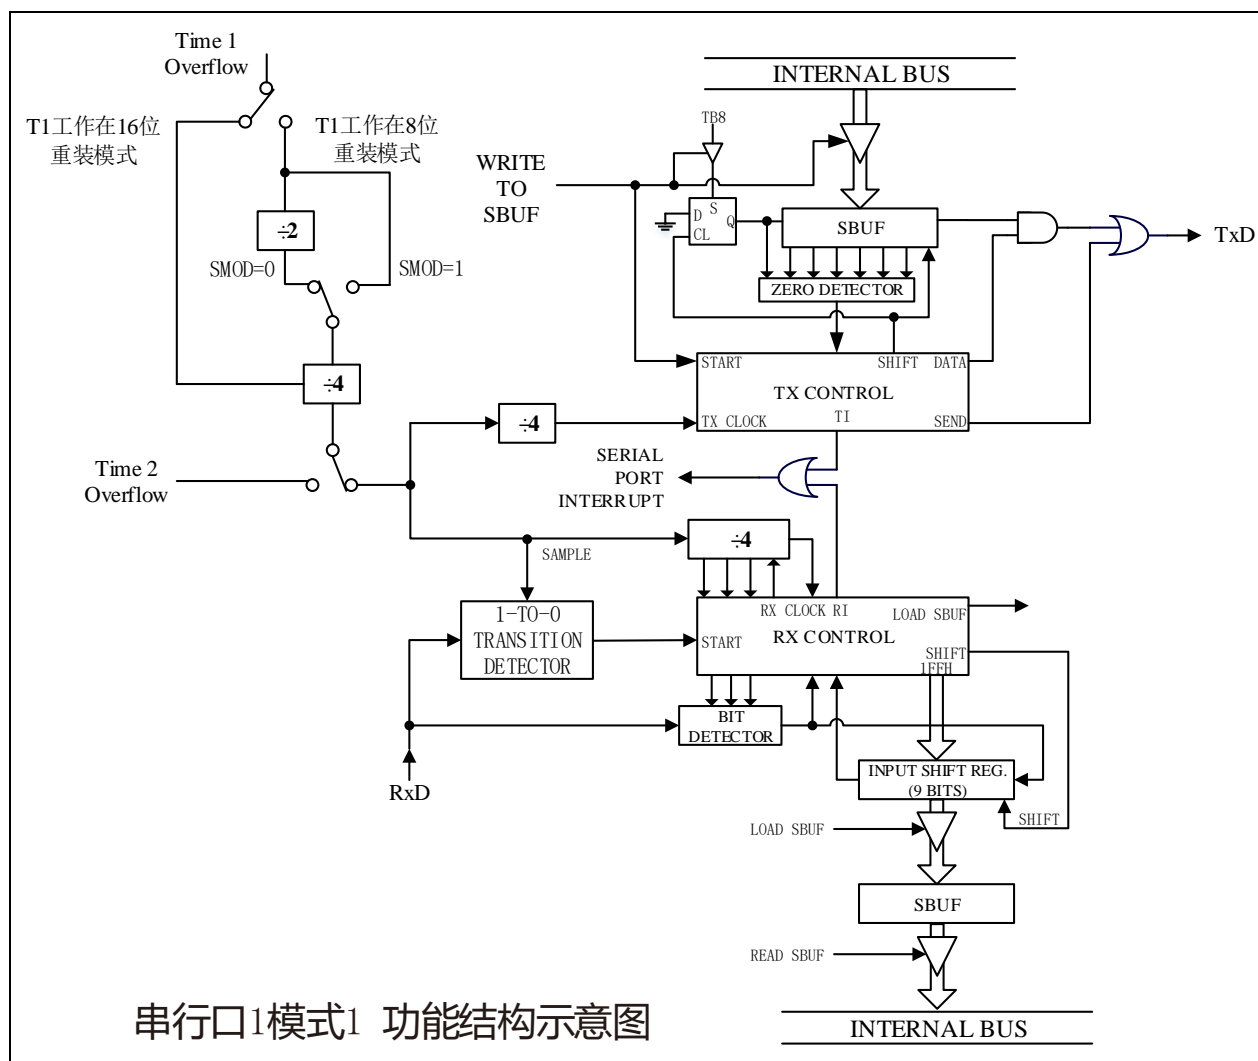 Time 1
Overflow
INTERNAL BUS
T1工作在16位
重装模式
T1工作在8位
重装模式
TB8
WRITE
TO
SBUF
D
S
Q
CL
SBUF
TxD
÷2
SMOD=0
SMOD=1
ZERO DETECTOR
START
SHIFT
DATA
÷4
TX CONTROL
TX CLOCK
TI
SEND
÷4
Time 2
Overflow
SERIAL
PORT
INTERRUPT
SAMPLE
÷4
1-TO-0
TRANSITION
DETECTOR
RX CLOCK
RI
LOAD SBUF
START
RX CONTROL
SHIFT
1FFH
BIT
DETECTOR
RxD
INPUT SHIFT REG.
(9 BITS)
LOAD SBUF
SHIFT
SBUF
READ SBUF
串行口1模式1 功能结构示意图
INTERNAL BUS